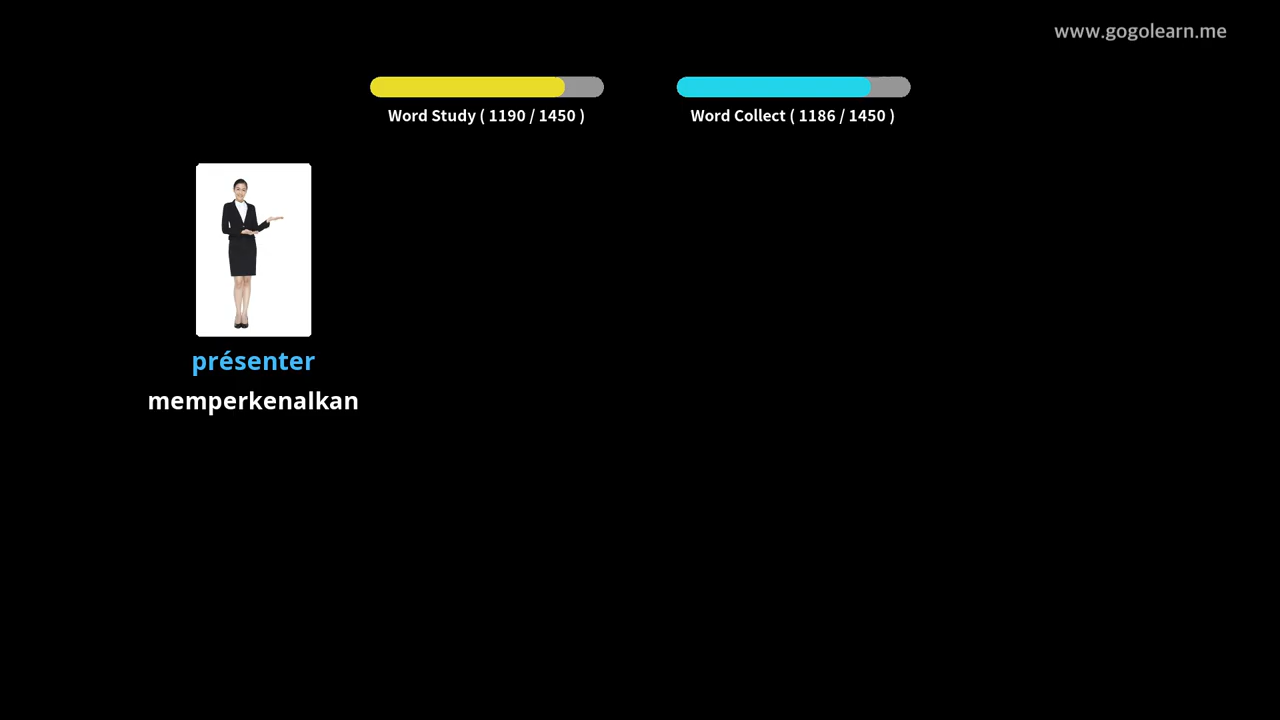 www.gogolearn.me
Word Study ( 1190 / 1450 )
Word Collect ( 1186 / 1450 )
présenter
memperkenalkan